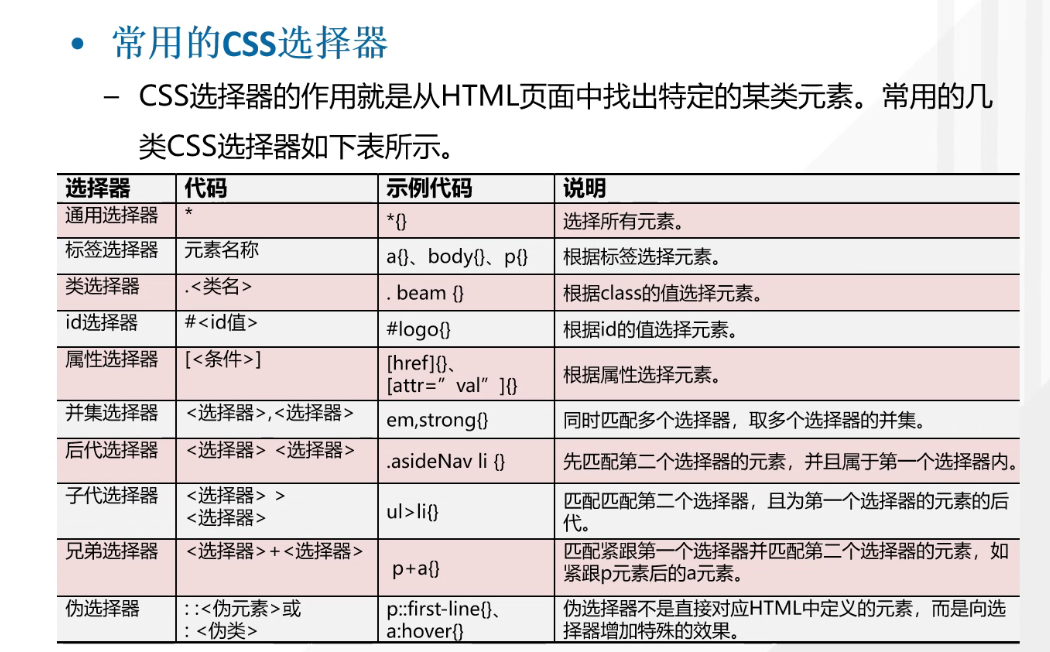 • 常用的CSS选择器
– CSS选择器的作用就是从HTML页面中找出特定的某类元素。常用的几
类CSS选择器如下表所示。
选择器 代码 示例代码 说明
通用选择器 * *{} 选择所有元素。
标签选择器 元素名称 a{}、body{}、p{} 根据标签选择元素。
类选择器 .<类名> . beam {} 根据class的值选择元素。
id选择器 #<id值> #logo{} 根据id的值选择元素。
属性选择器 [<条件>] [href]{}、
[attr=”val”]{} 根据属性选择元素。
并集选择器 <选择器>,<选择器> em,strong{} 同时匹配多个选择器，取多个选择器的并集。
后代选择器 <选择器> <选择器> .asideNav li {} 先匹配第二个选择器的元素，并且属于第一个选择器内。
子代选择器 <选择器> >
<选择器> ul>li{} 匹配匹配第二个选择器，且为第一个选择器的元素的后
代。
兄弟选择器 <选择器>+<选择器> p+a{} 匹配紧跟第一个选择器并匹配第二个选择器的元素，如
紧跟p元素后的a元素。
伪选择器 : :<伪元素>或
: <伪类> p::first-line{}、
a:hover{} 伪选择器不是直接对应HTML中定义的元素，而是向选
择器增加特殊的效果。